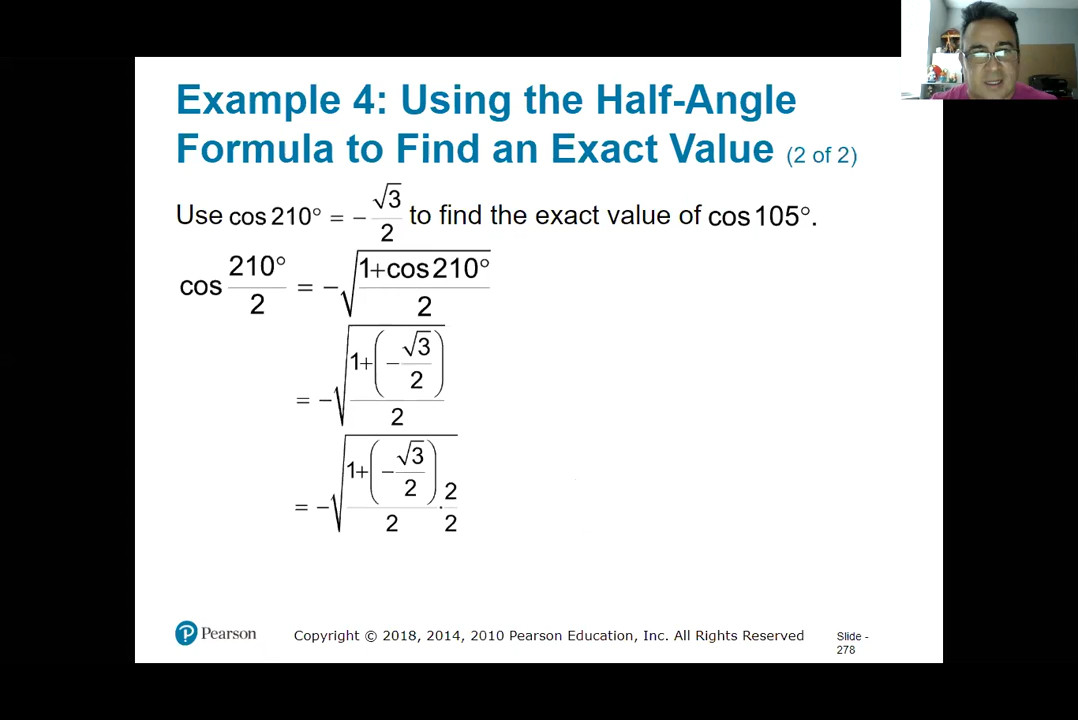 Example 4: Using the Half-Angle
Formula to Find an Exact Value (2 of 2)
Use cos 210° = −√3/2 to find the exact value of cos 105°.
cos 210°/2 = −√((1+cos 210°)/2)
= −√((1+(−√3/2))/2)
= −√((1+(−√3/2))/2 · 2/2)
Pearson
Copyright © 2018, 2014, 2010 Pearson Education, Inc. All Rights Reserved
Slide -
278